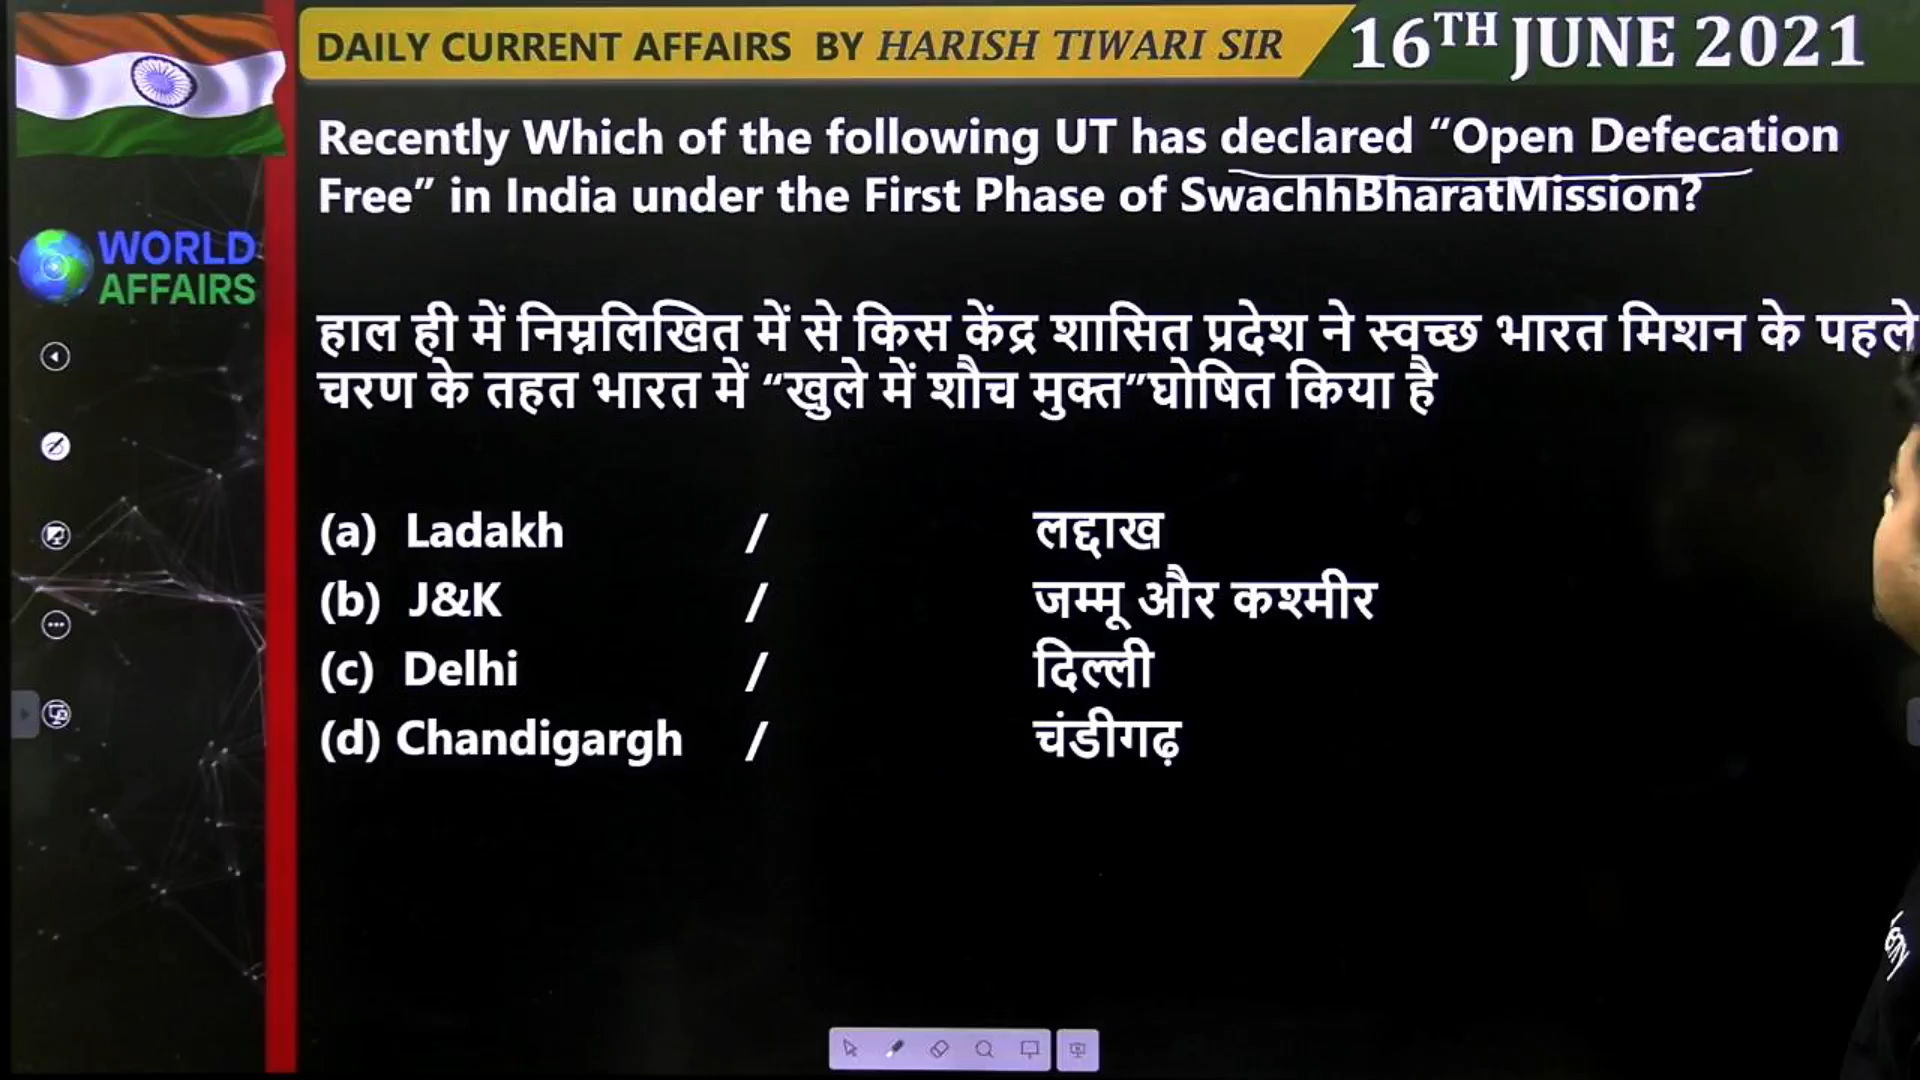 DAILY CURRENT AFFAIRS BY HARISH TIWARI SIR
16TH JUNE 2021
Recently Which of the following UT has declared “Open Defecation
Free” in India under the First Phase of SwachhBharatMission?
WORLD
AFFAIRS
हाल ही में निम्नलिखित में से किस केंद्र शासित प्रदेश ने स्वच्छ भारत मिशन के पहले
चरण के तहत भारत में “खुले में शौच मुक्त”घोषित किया है
(a) Ladakh / लद्दाख
(b) J&K / जम्मू और कश्मीर
(c) Delhi / दिल्ली
(d) Chandigargh / चंडीगढ़